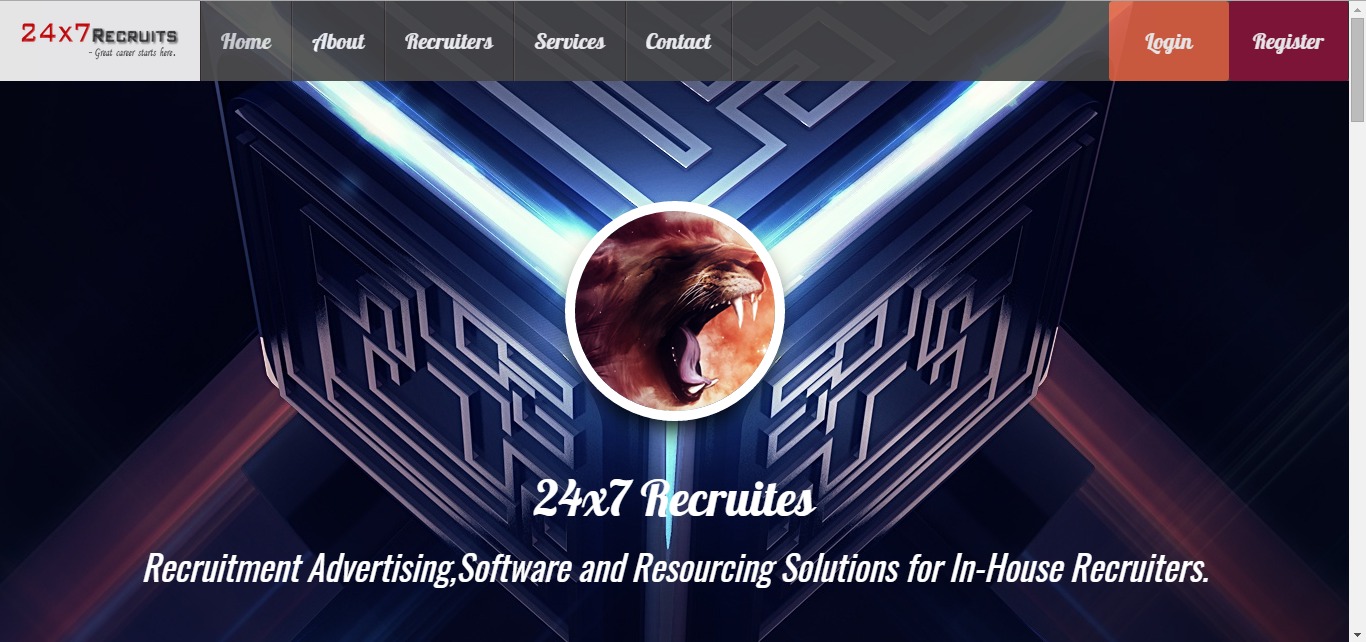 24x7Recruits
- Great career starts here.
Home About Recruiters Services Contact Login Register
24x7 Recruites
Recruitment Advertising,Software and Resourcing Solutions for In-House Recruiters.